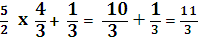 5/2 x 4/3 + 1/3 = 10/3 + 1/3 = 11/3